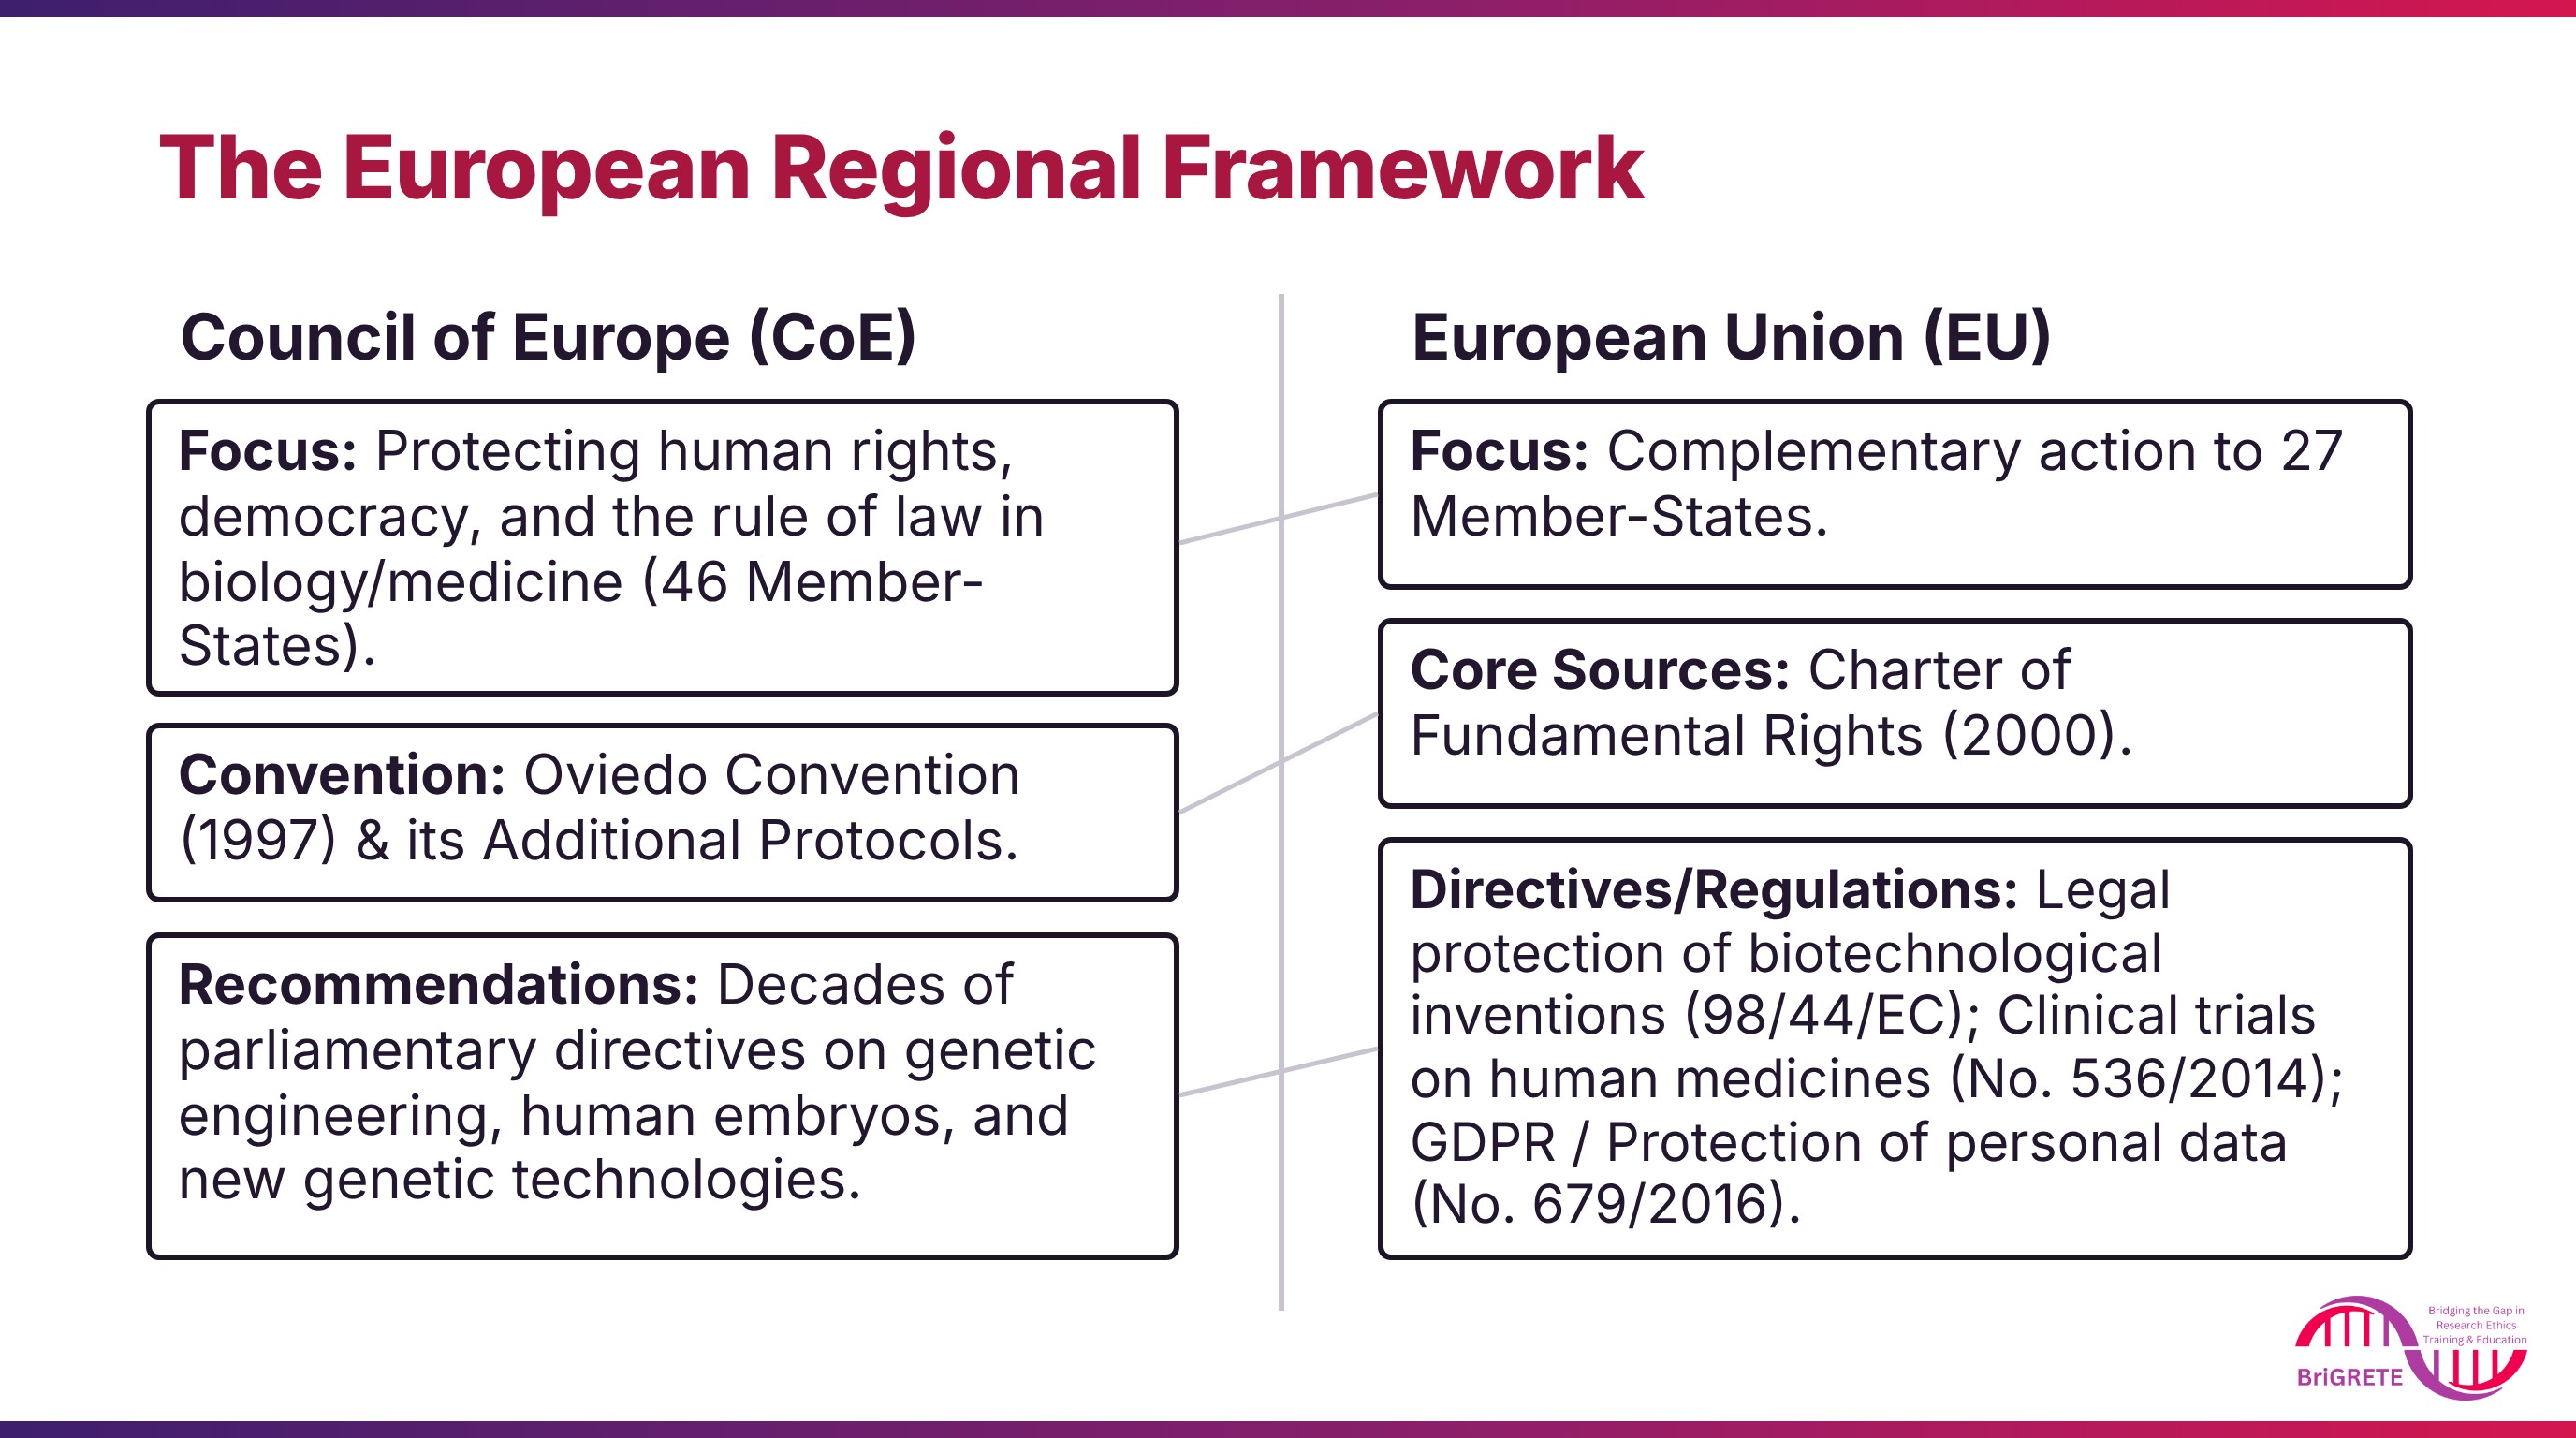 The European Regional Framework
Council of Europe (CoE)
Focus: Protecting human rights,
democracy, and the rule of law in
biology/medicine (46 Member-
States).
Convention: Oviedo Convention
(1997) & its Additional Protocols.
Recommendations: Decades of
parliamentary directives on genetic
engineering, human embryos, and
new genetic technologies.
European Union (EU)
Focus: Complementary action to 27
Member-States.
Core Sources: Charter of
Fundamental Rights (2000).
Directives/Regulations: Legal
protection of biotechnological
inventions (98/44/EC); Clinical trials
on human medicines (No. 536/2014);
GDPR / Protection of personal data
(No. 679/2016).
Bridging the Gap in
Research Ethics
Training & Education
BriGRETE